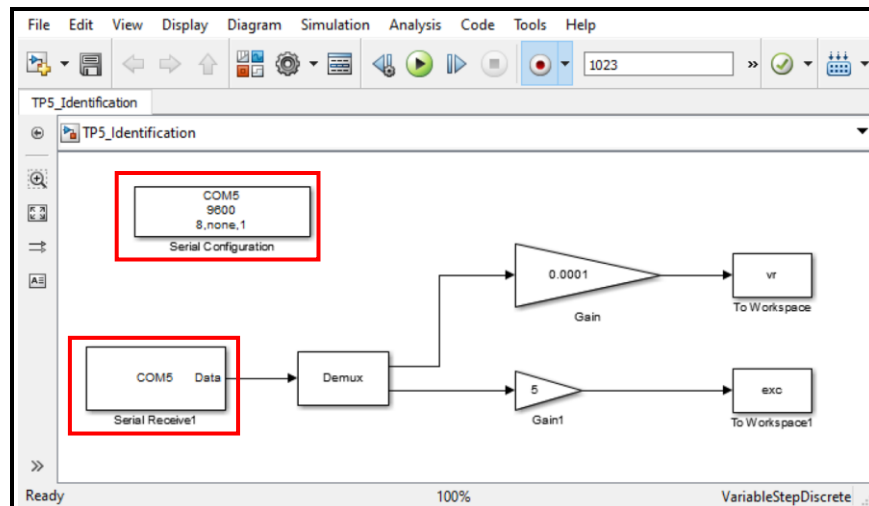 File Edit View Display Diagram Simulation Analysis Code Tools Help
1023
»
TP5_Identification
TP5_Identification
COM5
9600
8,none,1
Serial Configuration
0.0001
Gain
vr
To Workspace
COM5 Data
Serial Receive1
Demux
5
Gain1
exc
To Workspace1
»
Ready 100% VariableStepDiscrete